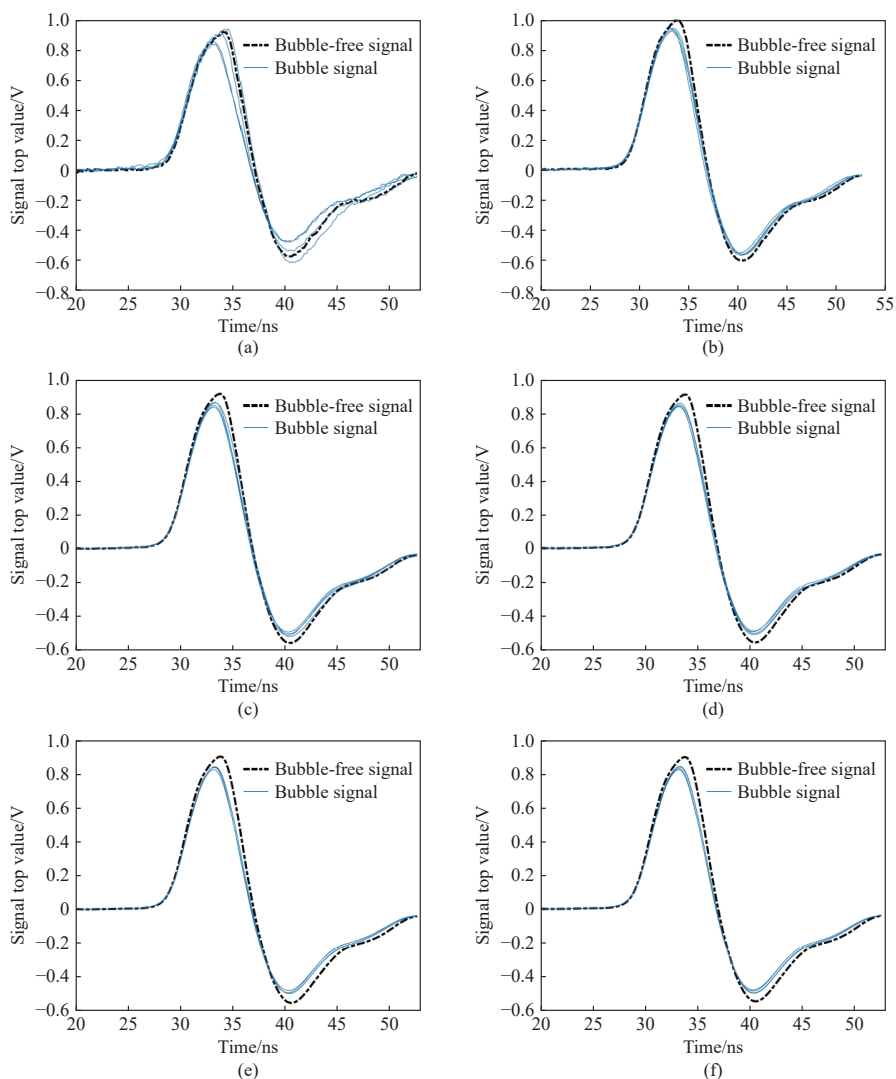 1.0
0.8
0.6
0.4
0.2
0
−0.2
−0.4
−0.6
−0.8
Signal top value/V
Bubble-free signal
Bubble signal
20 25 30 35 40 45 50
Time/ns
(a)
1.0
0.8
0.6
0.4
0.2
0
−0.2
−0.4
−0.6
−0.8
Signal top value/V
Bubble-free signal
Bubble signal
20 25 30 35 40 45 50 55
Time/ns
(b)
1.0
0.8
0.6
0.4
0.2
0
−0.2
−0.4
−0.6
Signal top value/V
Bubble-free signal
Bubble signal
20 25 30 35 40 45 50
Time/ns
(c)
1.0
0.8
0.6
0.4
0.2
0
−0.2
−0.4
−0.6
Signal top value/V
Bubble-free signal
Bubble signal
20 25 30 35 40 45 50
Time/ns
(d)
1.0
0.8
0.6
0.4
0.2
0
−0.2
−0.4
−0.6
Signal top value/V
Bubble-free signal
Bubble signal
20 25 30 35 40 45 50
Time/ns
(e)
1.0
0.8
0.6
0.4
0.2
0
−0.2
−0.4
−0.6
Signal top value/V
Bubble-free signal
Bubble signal
20 25 30 35 40 45 50
Time/ns
(f)